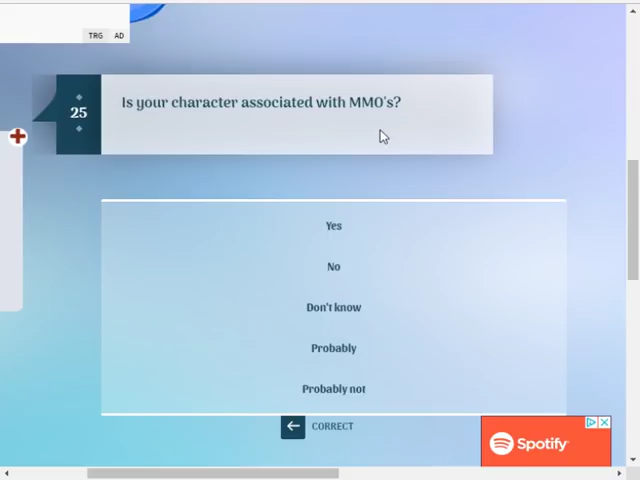 TRG AD
25
Is your character associated with MMO's?
Yes
No
Don't know
Probably
Probably not
CORRECT
Spotify